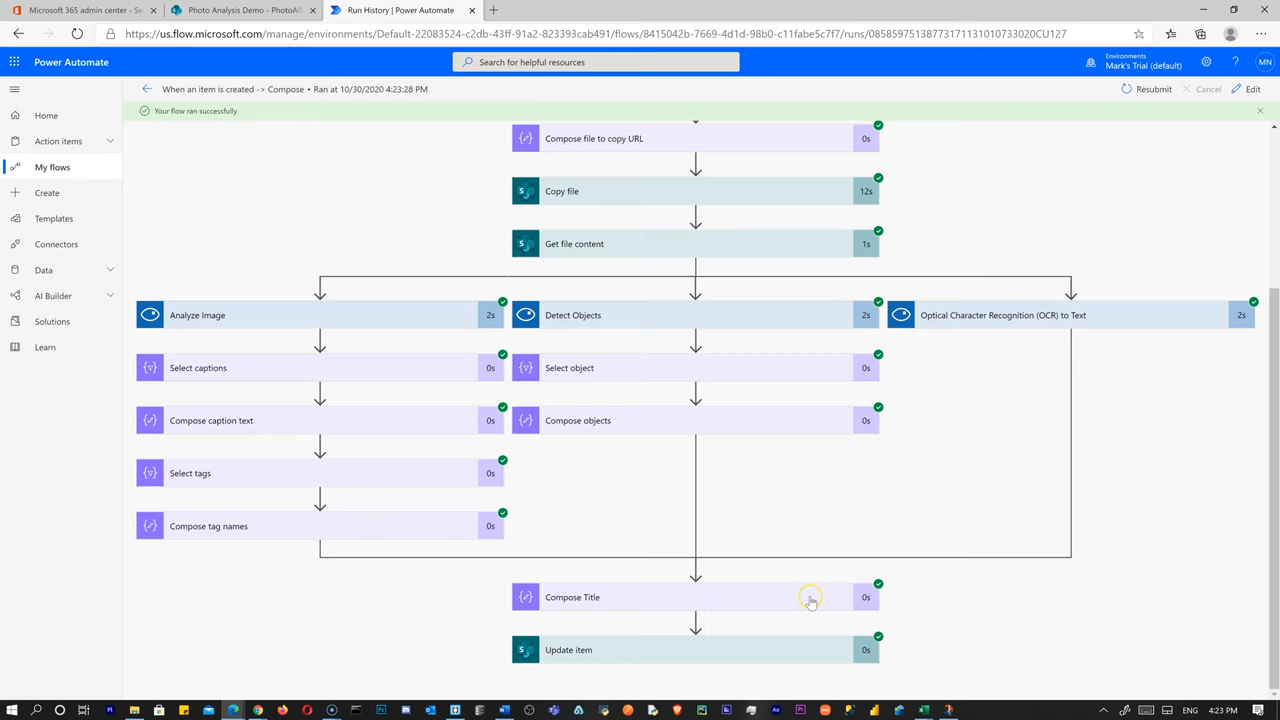 Microsoft 365 admin center - Se
Photo Analysis Demo - PhotoAI
Run History | Power Automate
https://us.flow.microsoft.com/manage/environments/Default-22083524-c2db-43ff-91a2-823393cab491/flows/8415042b-7669-4d1d-98b0-c11fabe5c7f7/runs/08585975138773171131010733020CU127
Power Automate
Search for helpful resources
Environments
Mark's Trial (default)
MN
When an item is created -> Compose • Ran at 10/30/2020 4:23:28 PM
Resubmit
Cancel
Edit
Your flow ran successfully.
Home
Action items
My flows
Create
Templates
Connectors
Data
AI Builder
Solutions
Learn
Compose file to copy URL
0s
Copy file
12s
Get file content
1s
Analyze Image
2s
Detect Objects
2s
Optical Character Recognition (OCR) to Text
2s
Select captions
0s
Select object
0s
Compose caption text
0s
Compose objects
0s
Select tags
0s
Compose tag names
0s
Compose Title
0s
Update item
0s
ENG
4:23 PM